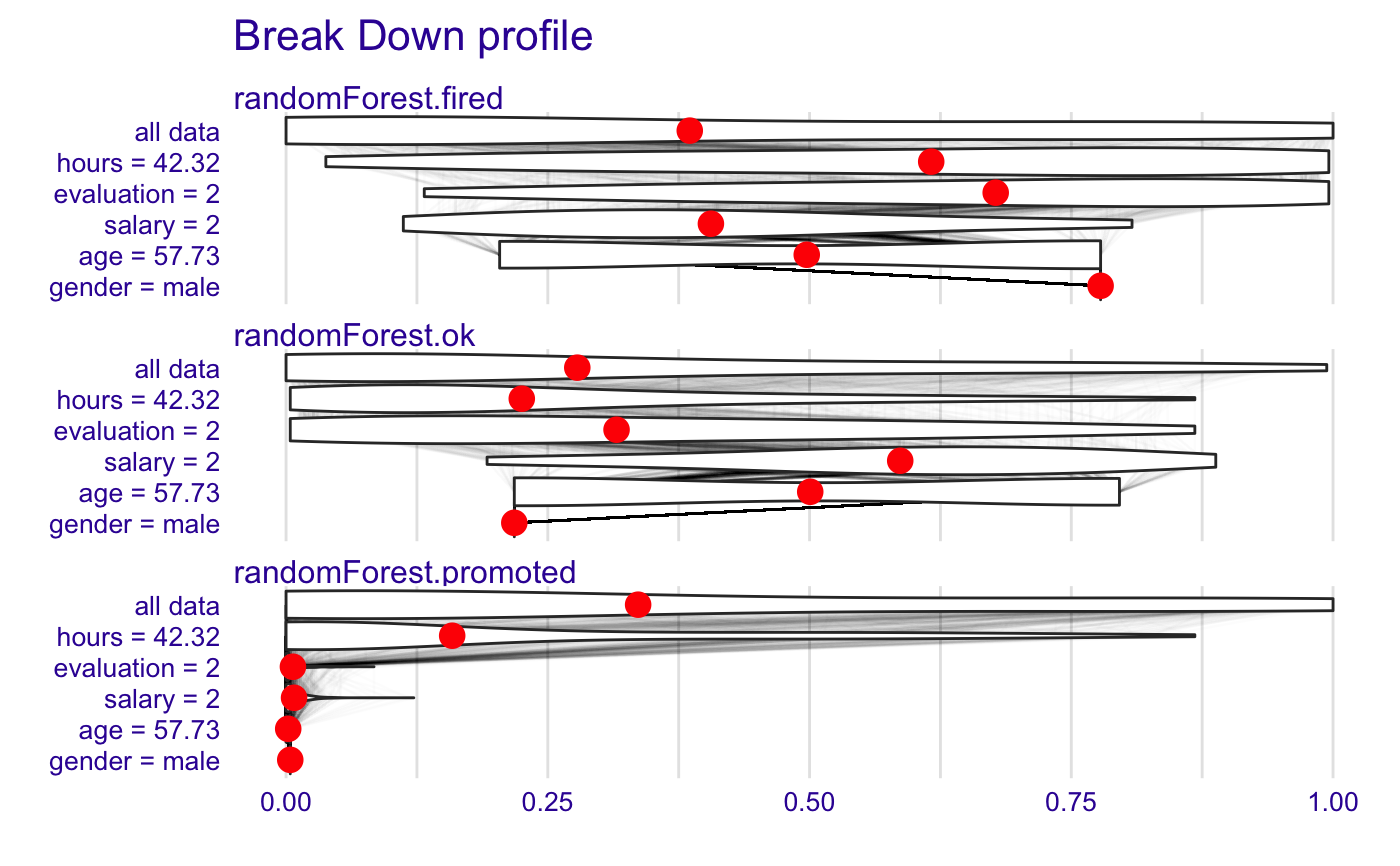 Break Down profile
randomForest.fired
all data
hours = 42.32
evaluation = 2
salary = 2
age = 57.73
gender = male
randomForest.ok
all data
hours = 42.32
evaluation = 2
salary = 2
age = 57.73
gender = male
randomForest.promoted
all data
hours = 42.32
evaluation = 2
salary = 2
age = 57.73
gender = male
0.00 0.25 0.50 0.75 1.00